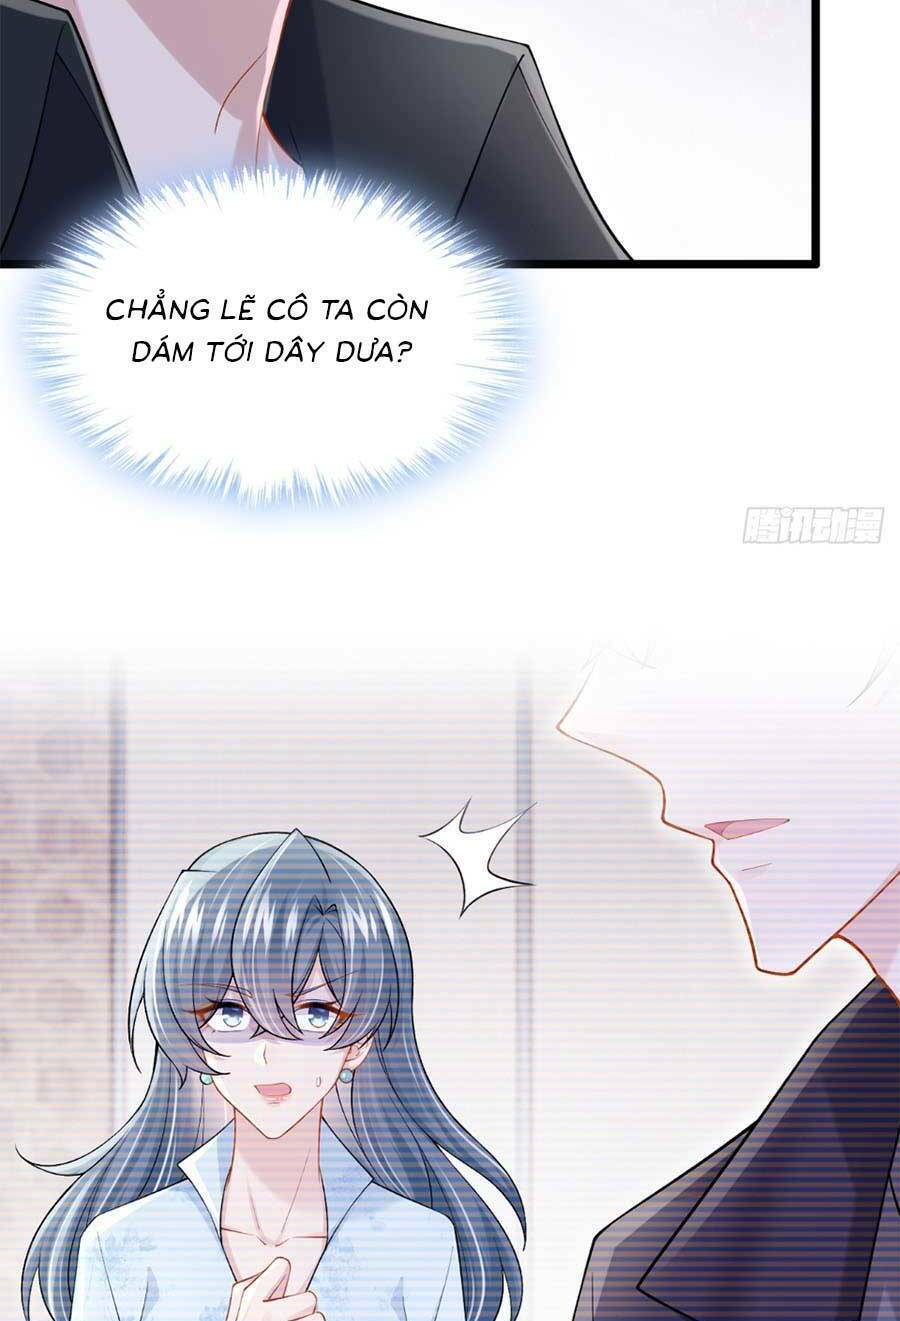 CHẲNG LẼ CÔ TA CÒN
DÁM TỚI DÂY DƯA?
腾讯动漫